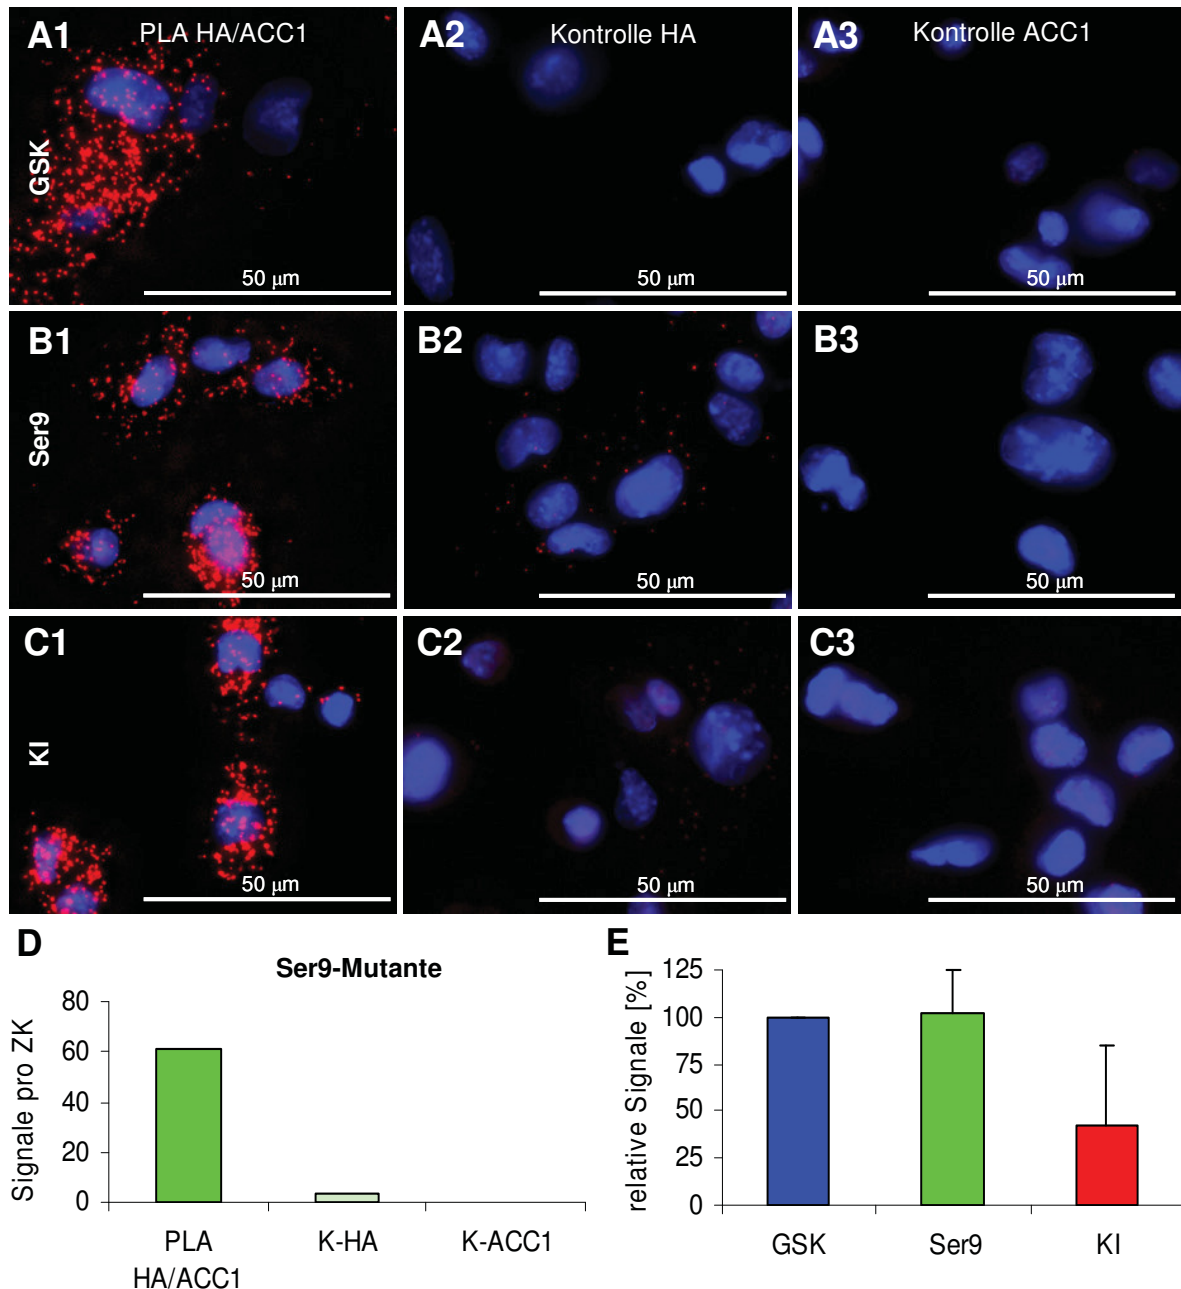 A1 PLA HA/ACC1
A2 Kontrolle HA
A3 Kontrolle ACC1
GSK
50 µm
50 µm
50 µm
B1
B2
B3
Ser9
50 µm
50 µm
50 µm
C1
C2
C3
KI
50 µm
50 µm
50 µm
D
Ser9-Mutante
Signale pro ZK
80
60
40
20
0
PLA
HA/ACC1
K-HA
K-ACC1
E
relative Signale [%]
125
100
75
50
25
0
GSK
Ser9
KI